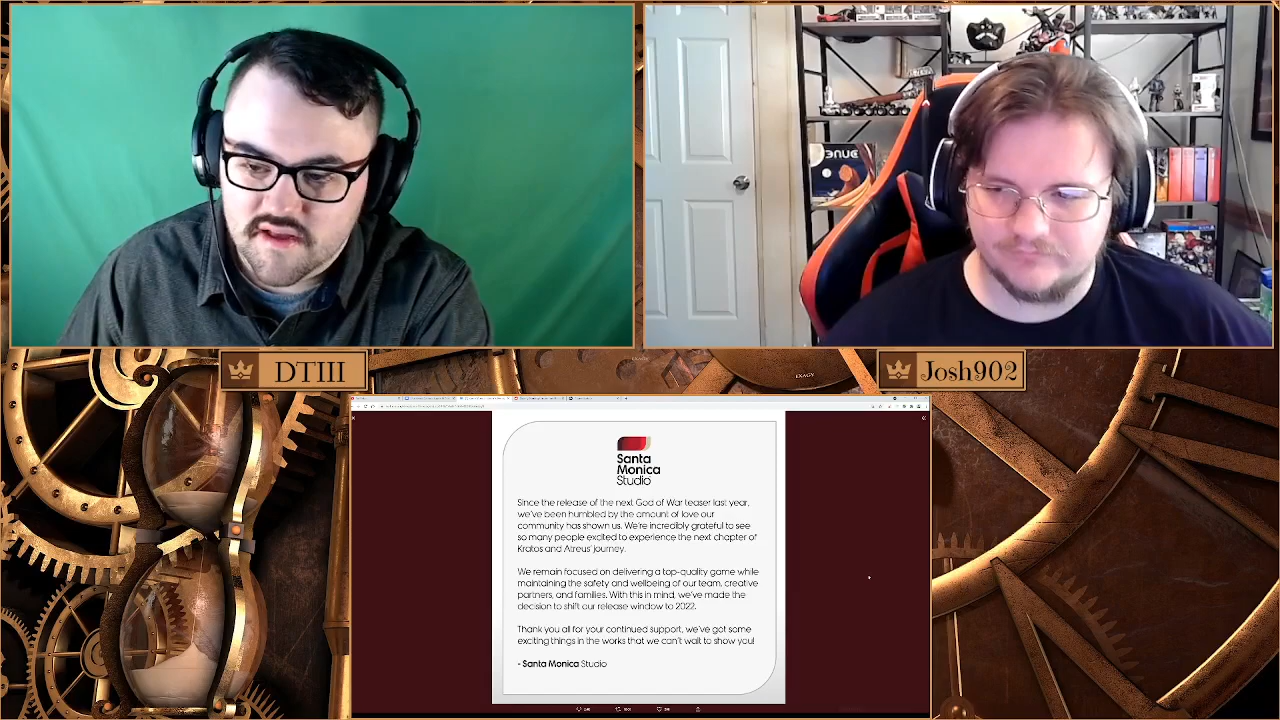 DTIII
Josh902
Santa
Monica
Studio
Since the release of the next God of War teaser last year,
we've been humbled by the amount of love our
community has shown us. We're incredibly grateful to see
so many people excited to experience the next chapter of
Kratos and Atreus' journey.
We remain focused on delivering a top-quality game while
maintaining the safety and wellbeing of our team, creative
partners, and families. With this in mind, we've made the
decision to shift our release window to 2022.
Thank you all for your continued support, we've got some
exciting things in the works that we can't wait to show you!
- Santa Monica Studio